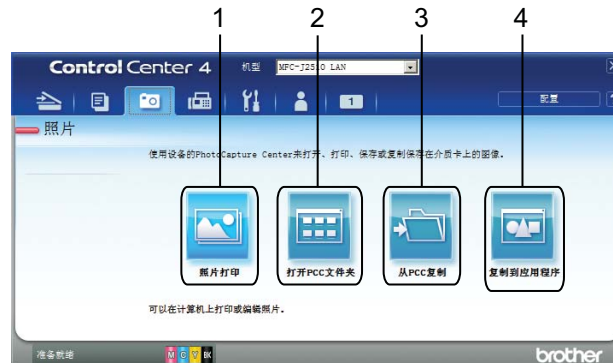 1 2 3 4
Control Center 4 机型 MFC-J2510 LAN
1 配置
照片
使用设备的PhotoCapture Center来打开、打印、保存或复制保存在介质卡上的图像。
照片打印 打开PCC文件夹 从PCC复制 复制到应用程序
可以在计算机上打印或编辑照片。
准备就绪 M C Y BK brother